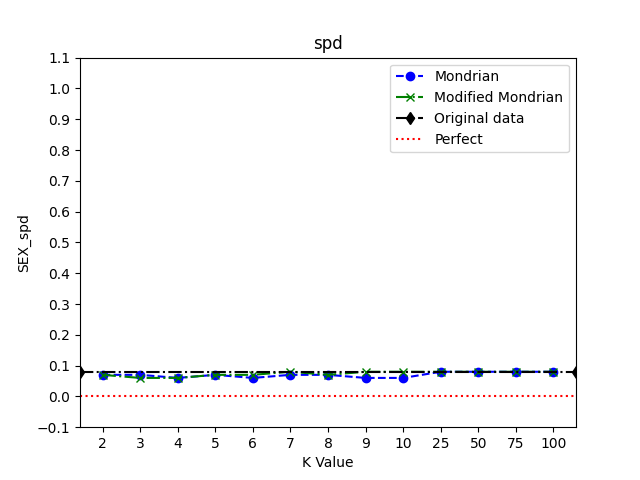 spd
1.1
1.0
0.9
0.8
0.7
0.6
0.5
0.4
0.3
0.2
0.1
0.0
−0.1
SEX_spd
Mondrian
Modified Mondrian
Original data
Perfect
2 3 4 5 6 7 8 9 10 25 50 75 100
K Value